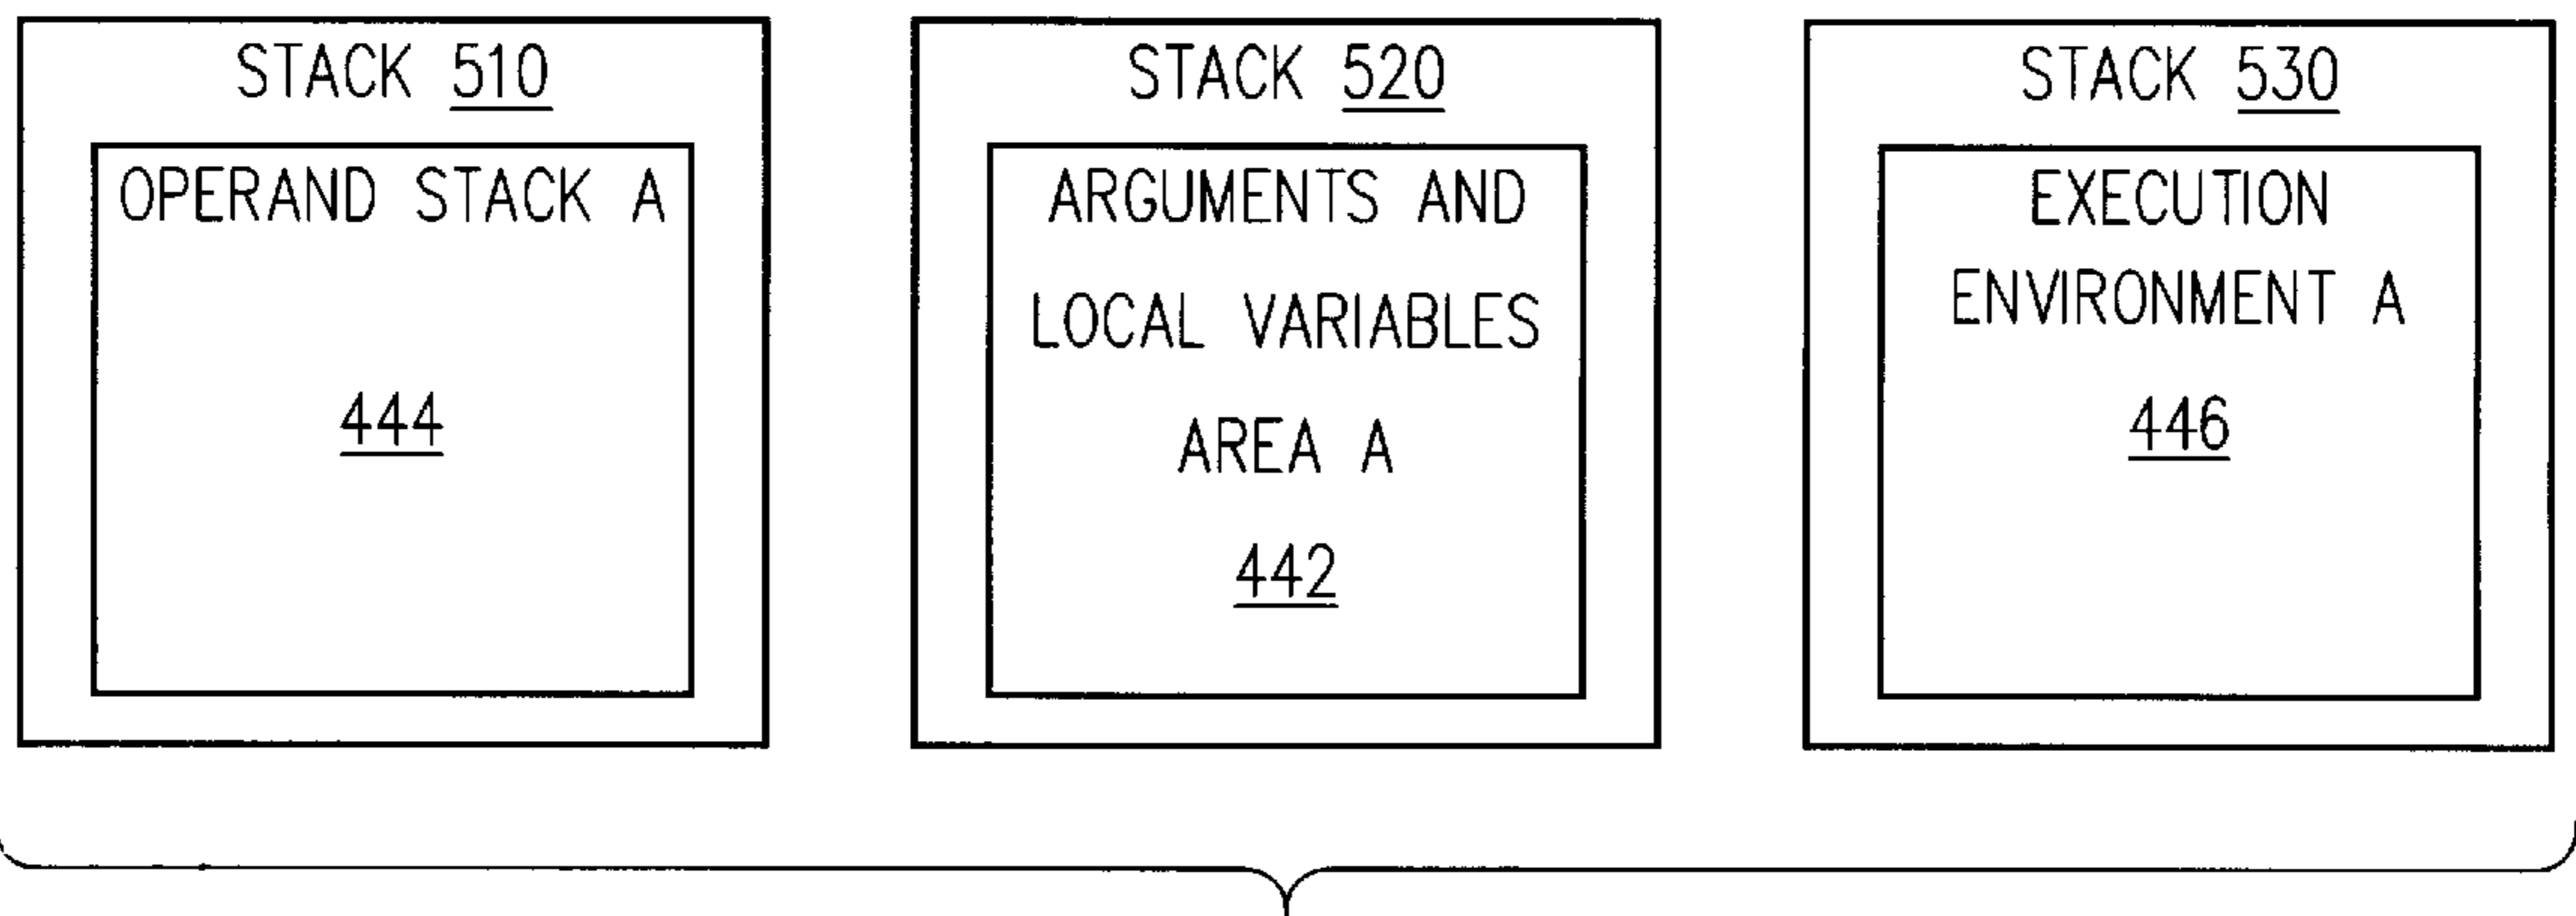 STACK 510
OPERAND STACK A
444
STACK 520
ARGUMENTS AND
LOCAL VARIABLES
AREA A
442
STACK 530
EXECUTION
ENVIRONMENT A
446